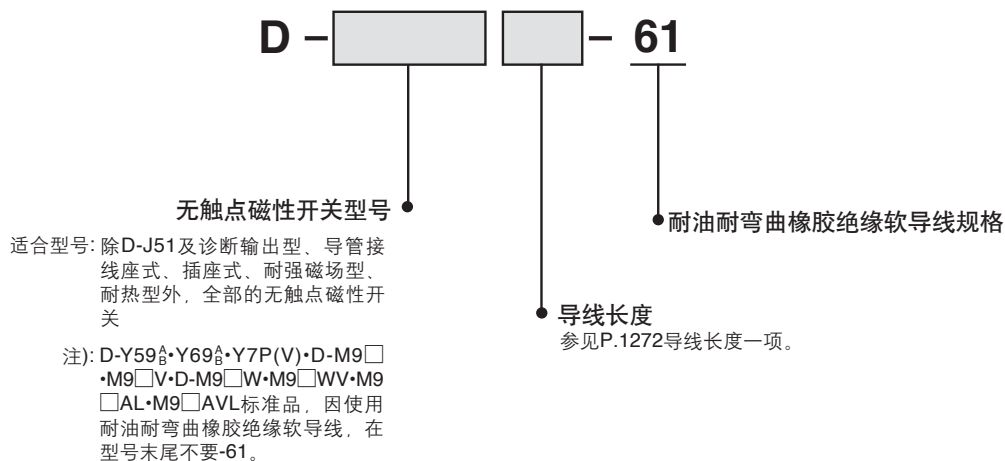 D – – 61
无触点磁性开关型号
适合型号: 除D-J51及诊断输出型、导管接
线座式、插座式、耐强磁场型、
耐热型外，全部的无触点磁性开
关
注): D-Y59A/B•Y69A/B•Y7P(V)•D-M9□
•M9□V•D-M9□W•M9□WV•M9
□AL•M9□AVL标准品，因使用
耐油耐弯曲橡胶绝缘软导线，在
型号末尾不要-61。
耐油耐弯曲橡胶绝缘软导线规格
导线长度
参见P.1272导线长度一项。